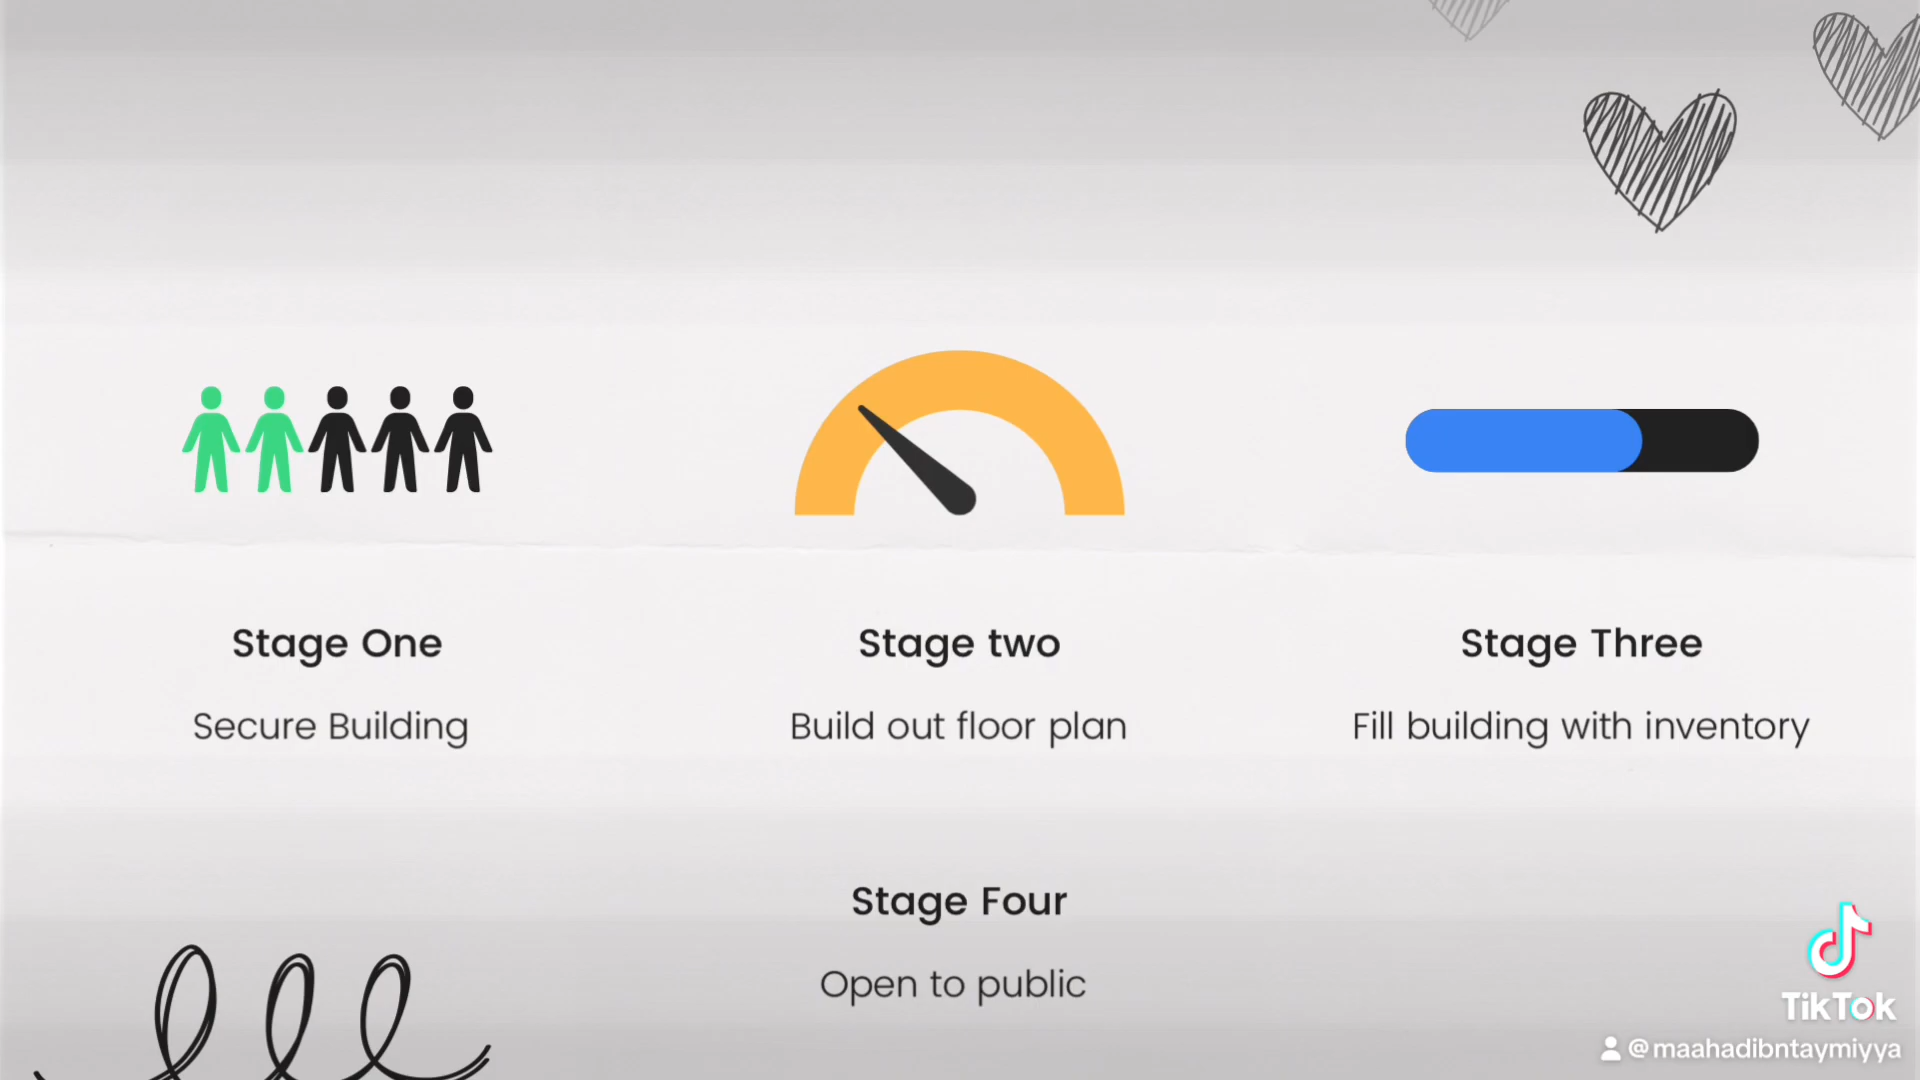 Stage One
Secure Building
Stage two
Build out floor plan
Stage Three
Fill building with inventory
Stage Four
Open to public
TikTok
@maahadibntaymiyya